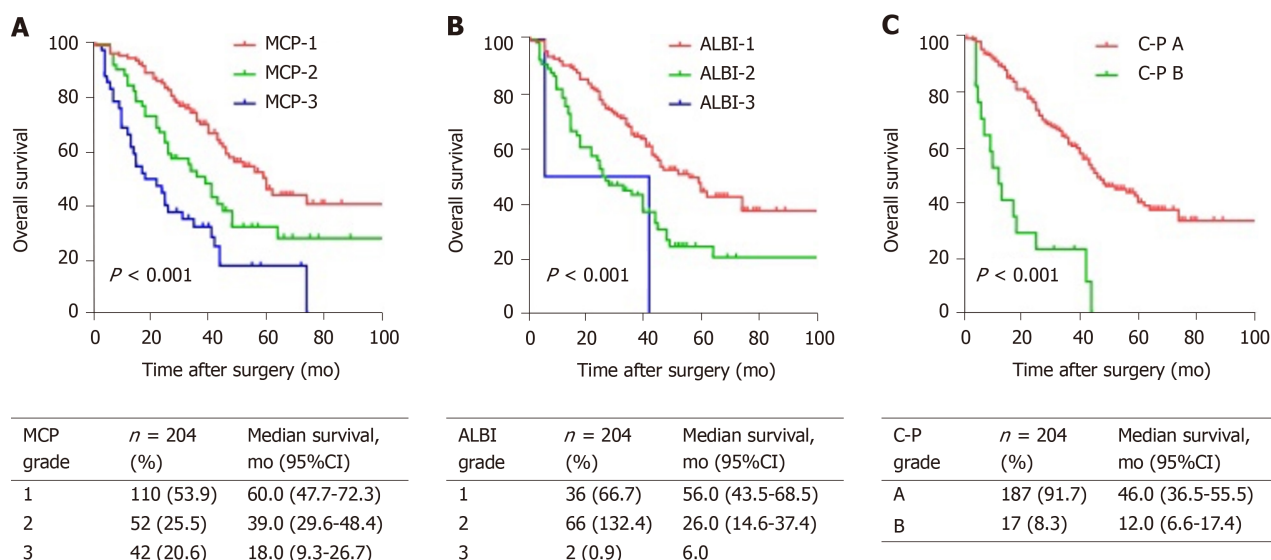 A
MCP-1
MCP-2
MCP-3
100
80
60
40
20
0
Overall survival
P < 0.001
0 20 40 60 80 100
Time after surgery (mo)
MCP grade n = 204 (%) Median survival, mo (95%CI)
1 110 (53.9) 60.0 (47.7-72.3)
2 52 (25.5) 39.0 (29.6-48.4)
3 42 (20.6) 18.0 (9.3-26.7)
B
ALBI-1
ALBI-2
ALBI-3
100
80
60
40
20
0
Overall survival
P < 0.001
0 20 40 60 80 100
Time after surgery (mo)
ALBI grade n = 204 (%) Median survival, mo (95%CI)
1 36 (66.7) 56.0 (43.5-68.5)
2 66 (132.4) 26.0 (14.6-37.4)
3 2 (0.9) 6.0
C
C-P A
C-P B
100
80
60
40
20
0
Overall survival
P < 0.001
0 20 40 60 80 100
Time after surgery (mo)
C-P grade n = 204 (%) Median survival, mo (95%CI)
A 187 (91.7) 46.0 (36.5-55.5)
B 17 (8.3) 12.0 (6.6-17.4)